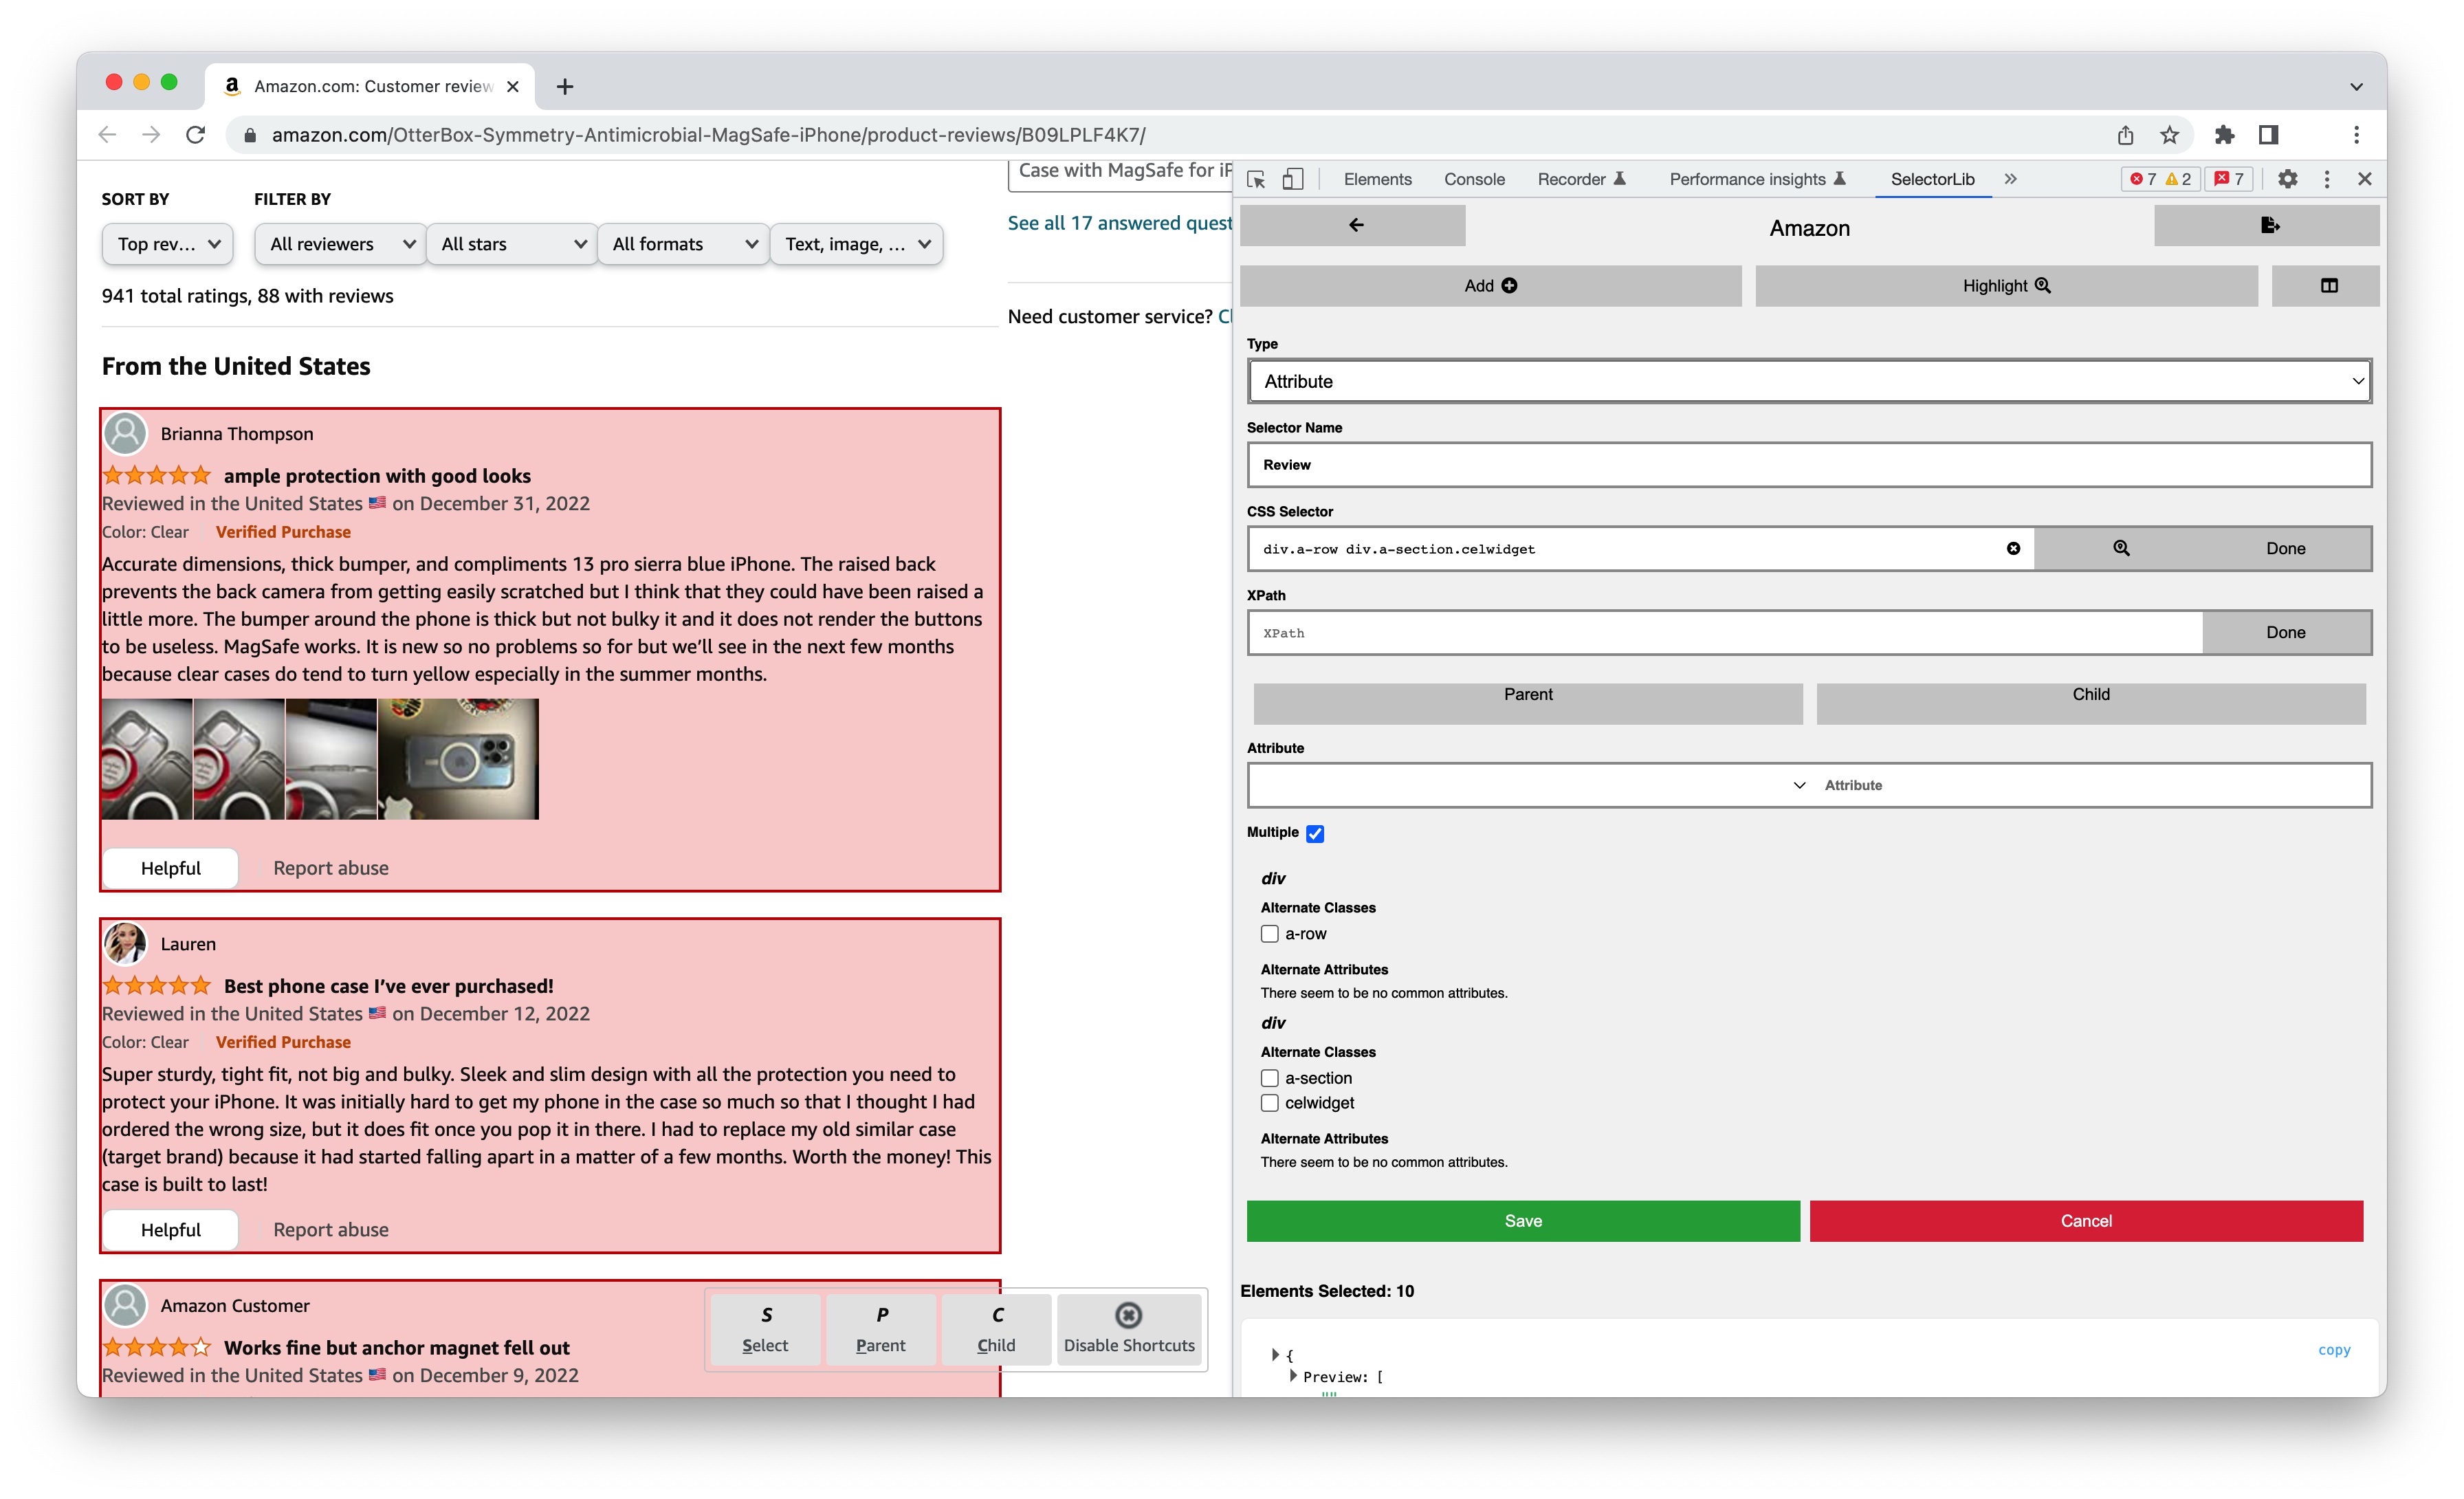 Amazon.com: Customer review
amazon.com/OtterBox-Symmetry-Antimicrobial-MagSafe-iPhone/product-reviews/B09LPLF4K7/
SORT BY
FILTER BY
Top rev...
All reviewers
All stars
All formats
Text, image, ...
941 total ratings, 88 with reviews
Case with MagSafe for iP
See all 17 answered quest
Need customer service?
From the United States
Brianna Thompson
ample protection with good looks
Reviewed in the United States on December 31, 2022
Color: Clear Verified Purchase
Accurate dimensions, thick bumper, and compliments 13 pro sierra blue iPhone. The raised back
prevents the back camera from getting easily scratched but I think that they could have been raised a
little more. The bumper around the phone is thick but not bulky it and it does not render the buttons
to be useless. MagSafe works. It is new so no problems so for but we’ll see in the next few months
because clear cases do tend to turn yellow especially in the summer months.
Helpful Report abuse
Lauren
Best phone case I’ve ever purchased!
Reviewed in the United States on December 12, 2022
Color: Clear Verified Purchase
Super sturdy, tight fit, not big and bulky. Sleek and slim design with all the protection you need to
protect your iPhone. It was initially hard to get my phone in the case so much so that I thought I had
ordered the wrong size, but it does fit once you pop it in there. I had to replace my old similar case
(target brand) because it had started falling apart in a matter of a few months. Worth the money! This
case is built to last!
Helpful Report abuse
Amazon Customer
Works fine but anchor magnet fell out
Reviewed in the United States on December 9, 2022
S
Select
P
Parent
C
Child
Disable Shortcuts
Elements
Console
Recorder
Performance insights
SelectorLib
7
2
7
Amazon
Add
Highlight
Type
Attribute
Selector Name
Review
CSS Selector
div.a-row div.a-section.celwidget
Done
XPath
XPath
Done
Parent
Child
Attribute
Attribute
Multiple
div
Alternate Classes
a-row
Alternate Attributes
There seem to be no common attributes.
div
Alternate Classes
a-section
celwidget
Alternate Attributes
There seem to be no common attributes.
Save
Cancel
Elements Selected: 10
copy
{
Preview: [